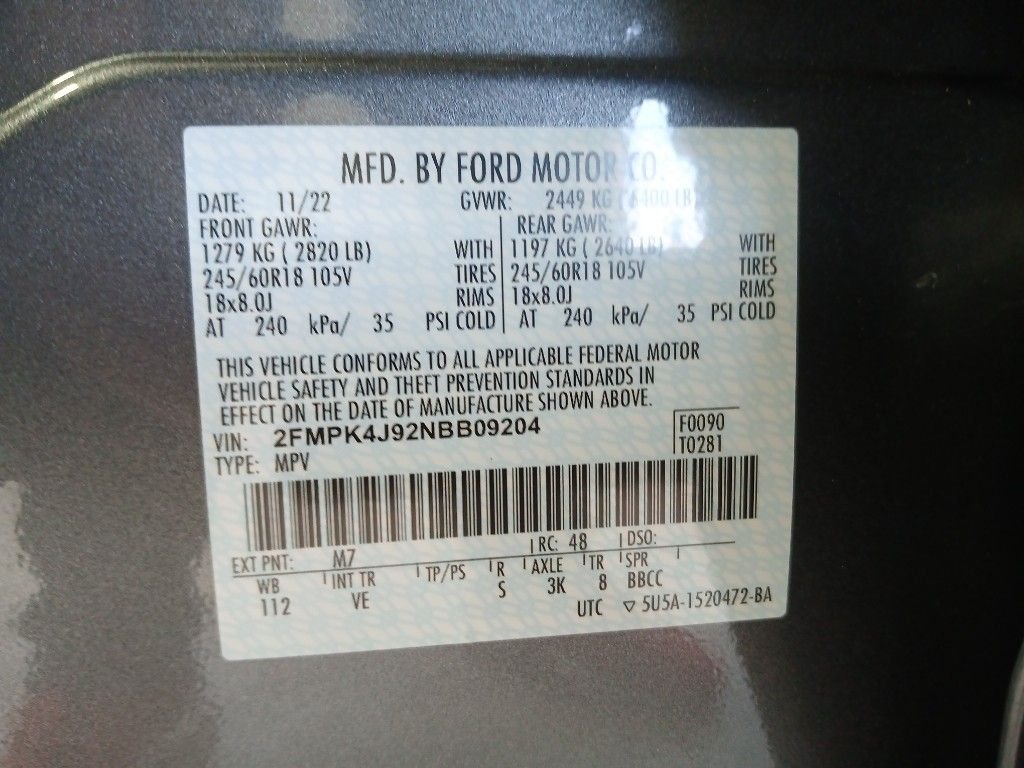 MFD. BY FORD MOTOR CO.
DATE: 11/22 GVWR: 2449 KG (6400 LB
FRONT GAWR: REAR GAWR:
1279 KG ( 2820 LB) WITH 1197 KG ( 2640 LB) WITH
245/60R18 105V TIRES 245/60R18 105V TIRES
18x8.0J RIMS 18x8.0J RIMS
AT 240 kPa/ 35 PSI COLD AT 240 kPa/ 35 PSI COLD
THIS VEHICLE CONFORMS TO ALL APPLICABLE FEDERAL MOTOR
VEHICLE SAFETY AND THEFT PREVENTION STANDARDS IN
EFFECT ON THE DATE OF MANUFACTURE SHOWN ABOVE.
VIN: 2FMPK4J92NBB09204 F0090
TYPE: MPV T0281
EXT PNT: M7 RC: 48 DSO:
WB INT TR TP/PS R AXLE TR SPR
112 VE S 3K 8 BBCC
UTC ▽ 5U5A-1520472-BA